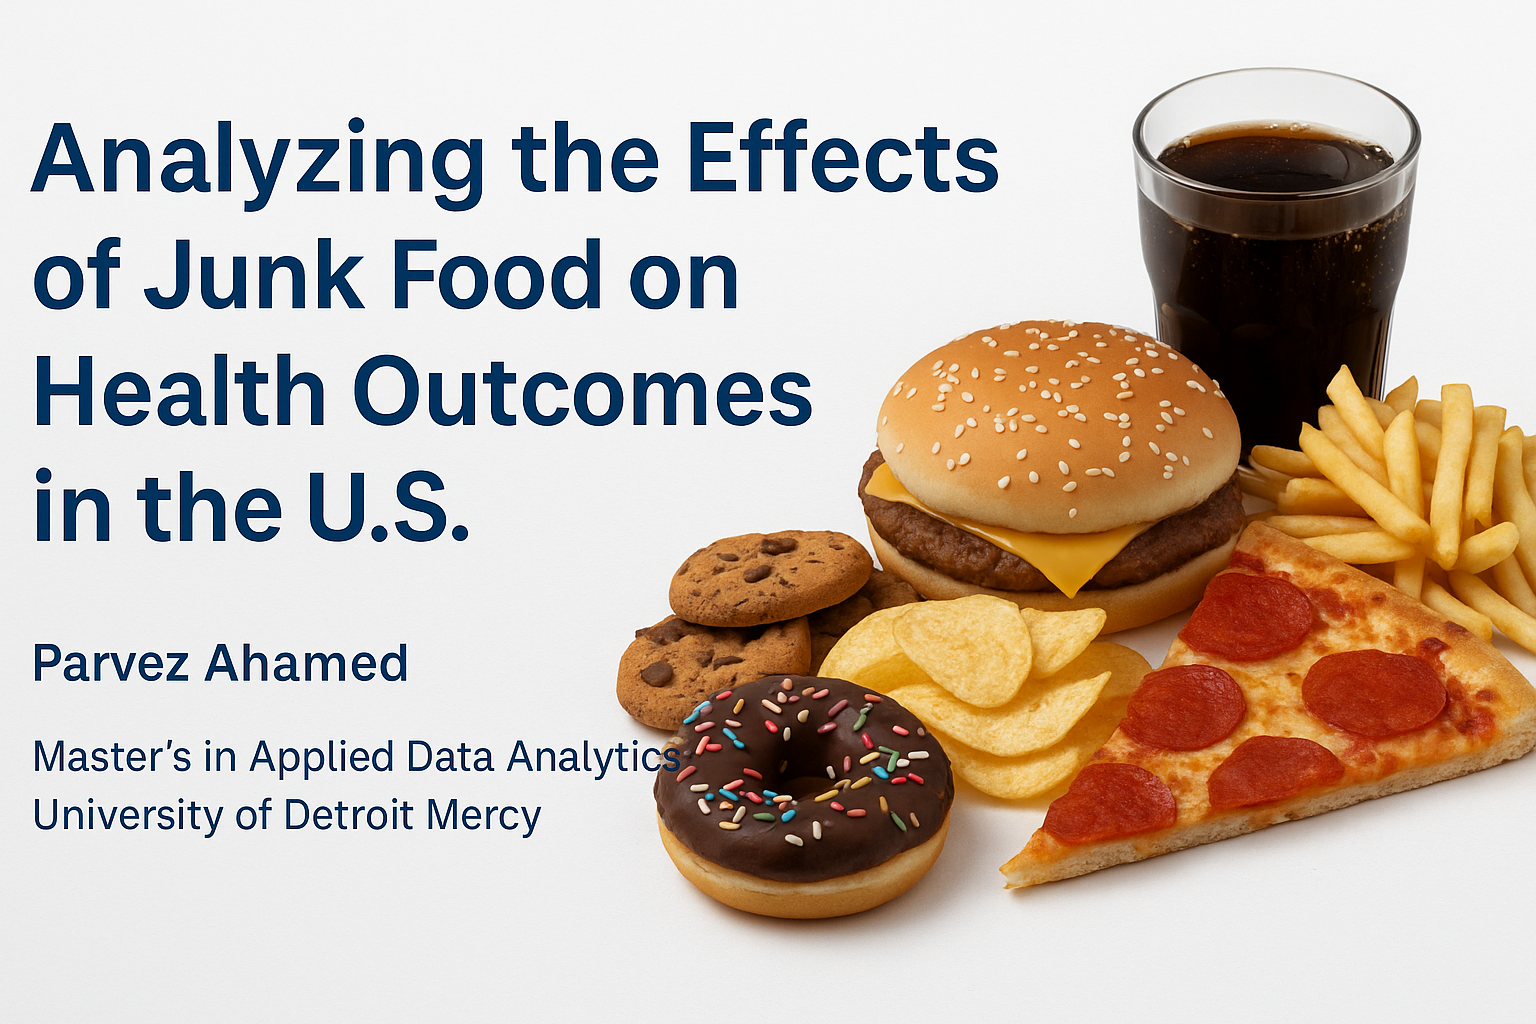 Analyzing the Effects
of Junk Food on
Health Outcomes
in the U.S.
Parvez Ahamed
Master’s in Applied Data Analytics
University of Detroit Mercy